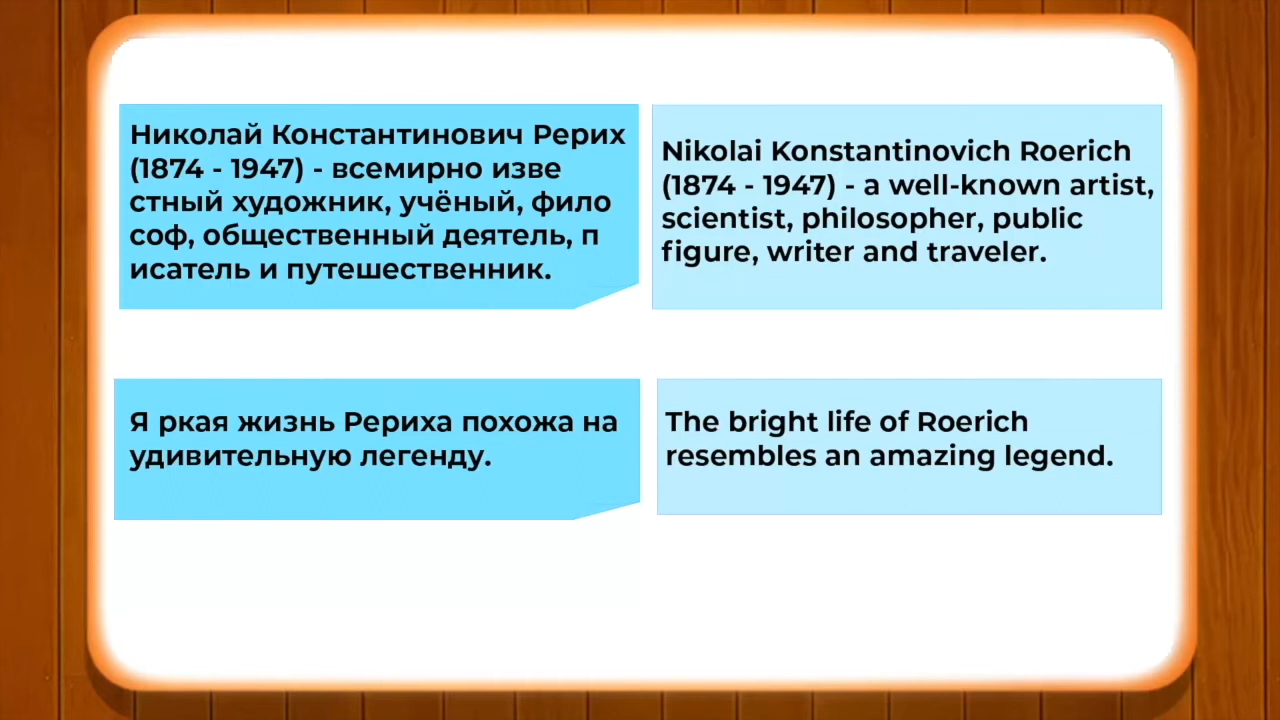 Николай Константинович Рерих
(1874 - 1947) - всемирно изве
стный художник, учёный, фило
соф, общественный деятель, п
исатель и путешественник.
Nikolai Konstantinovich Roerich
(1874 - 1947) - a well-known artist,
scientist, philosopher, public
figure, writer and traveler.
Я ркая жизнь Рериха похожа на
удивительную легенду.
The bright life of Roerich
resembles an amazing legend.